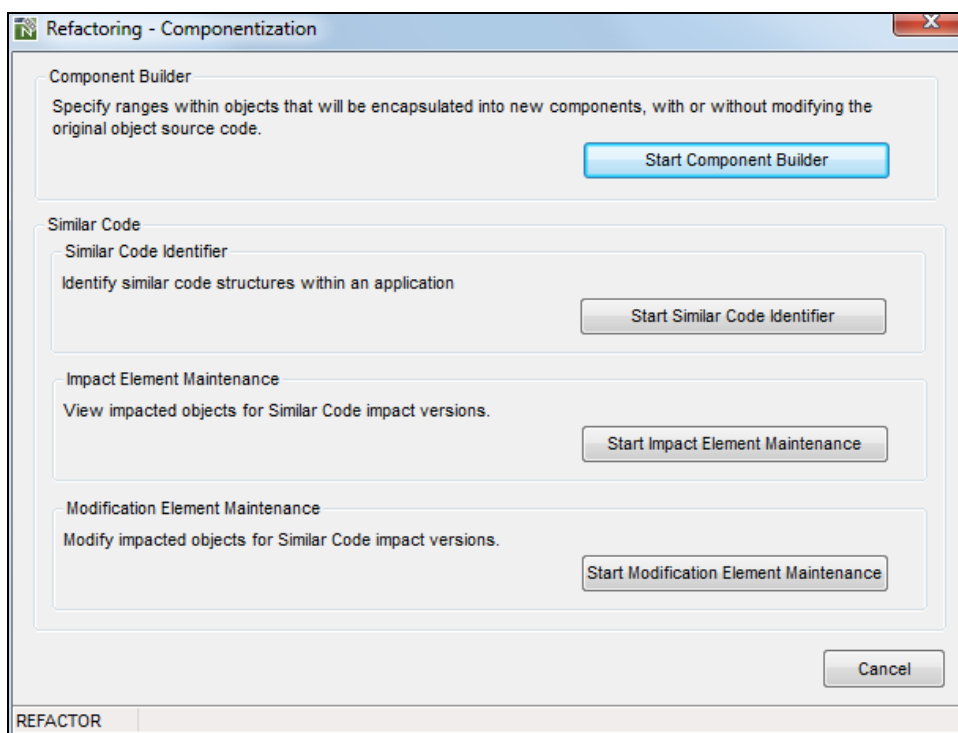 Refactoring - Componentization
Component Builder
Specify ranges within objects that will be encapsulated into new components, with or without modifying the
original object source code.
Start Component Builder
Similar Code
Similar Code Identifier
Identify similar code structures within an application
Start Similar Code Identifier
Impact Element Maintenance
View impacted objects for Similar Code impact versions.
Start Impact Element Maintenance
Modification Element Maintenance
Modify impacted objects for Similar Code impact versions.
Start Modification Element Maintenance
Cancel
REFACTOR